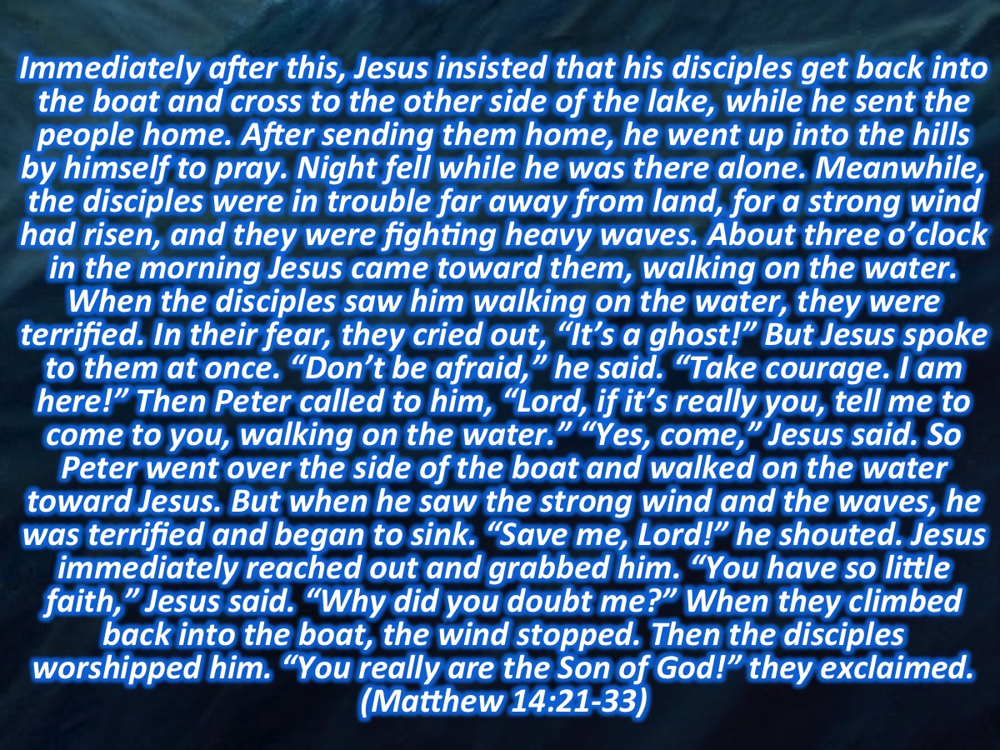 Immediately after this, Jesus insisted that his disciples get back into
the boat and cross to the other side of the lake, while he sent the
people home. After sending them home, he went up into the hills
by himself to pray. Night fell while he was there alone. Meanwhile,
the disciples were in trouble far away from land, for a strong wind
had risen, and they were fighting heavy waves. About three o’clock
in the morning Jesus came toward them, walking on the water.
When the disciples saw him walking on the water, they were
terrified. In their fear, they cried out, “It’s a ghost!” But Jesus spoke
to them at once. “Don’t be afraid,” he said. “Take courage. I am
here!” Then Peter called to him, “Lord, if it’s really you, tell me to
come to you, walking on the water.” “Yes, come,” Jesus said. So
Peter went over the side of the boat and walked on the water
toward Jesus. But when he saw the strong wind and the waves, he
was terrified and began to sink. “Save me, Lord!” he shouted. Jesus
immediately reached out and grabbed him. “You have so little
faith,” Jesus said. “Why did you doubt me?” When they climbed
back into the boat, the wind stopped. Then the disciples
worshipped him. “You really are the Son of God!” they exclaimed.
(Matthew 14:21-33)